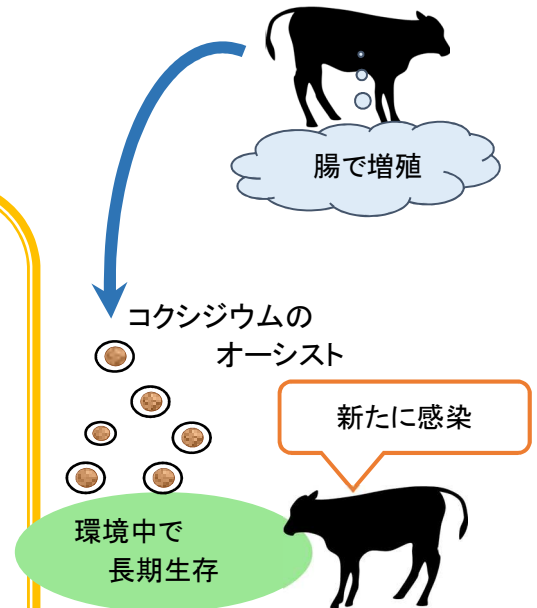 腸で増殖
コクシジウムの
オーシスト
新たに感染
環境中で
長期生存